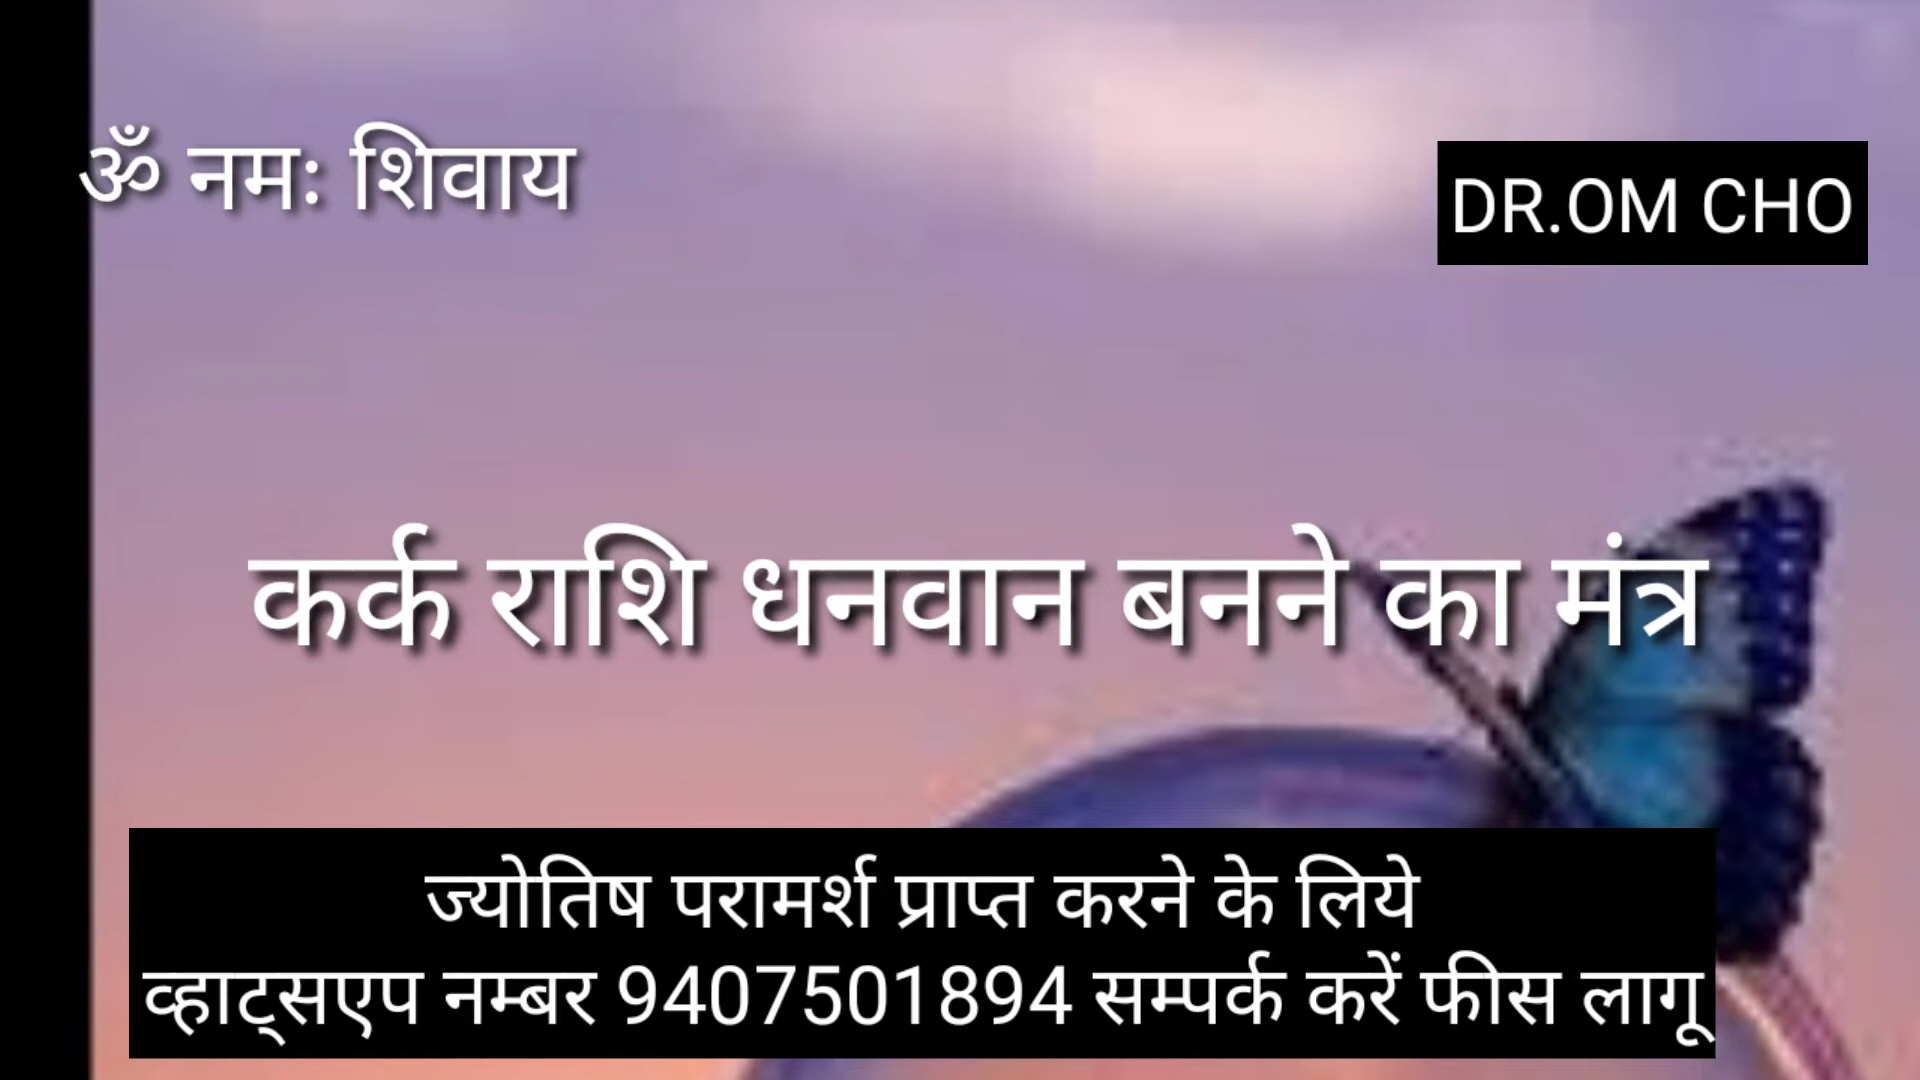 ॐ नमः शिवाय
DR.OM CHO
कर्क राशि धनवान बनने का मंत्र
ज्योतिष परामर्श प्राप्त करने के लिये
व्हाट्सएप नम्बर 9407501894 सम्पर्क करें फीस लागू